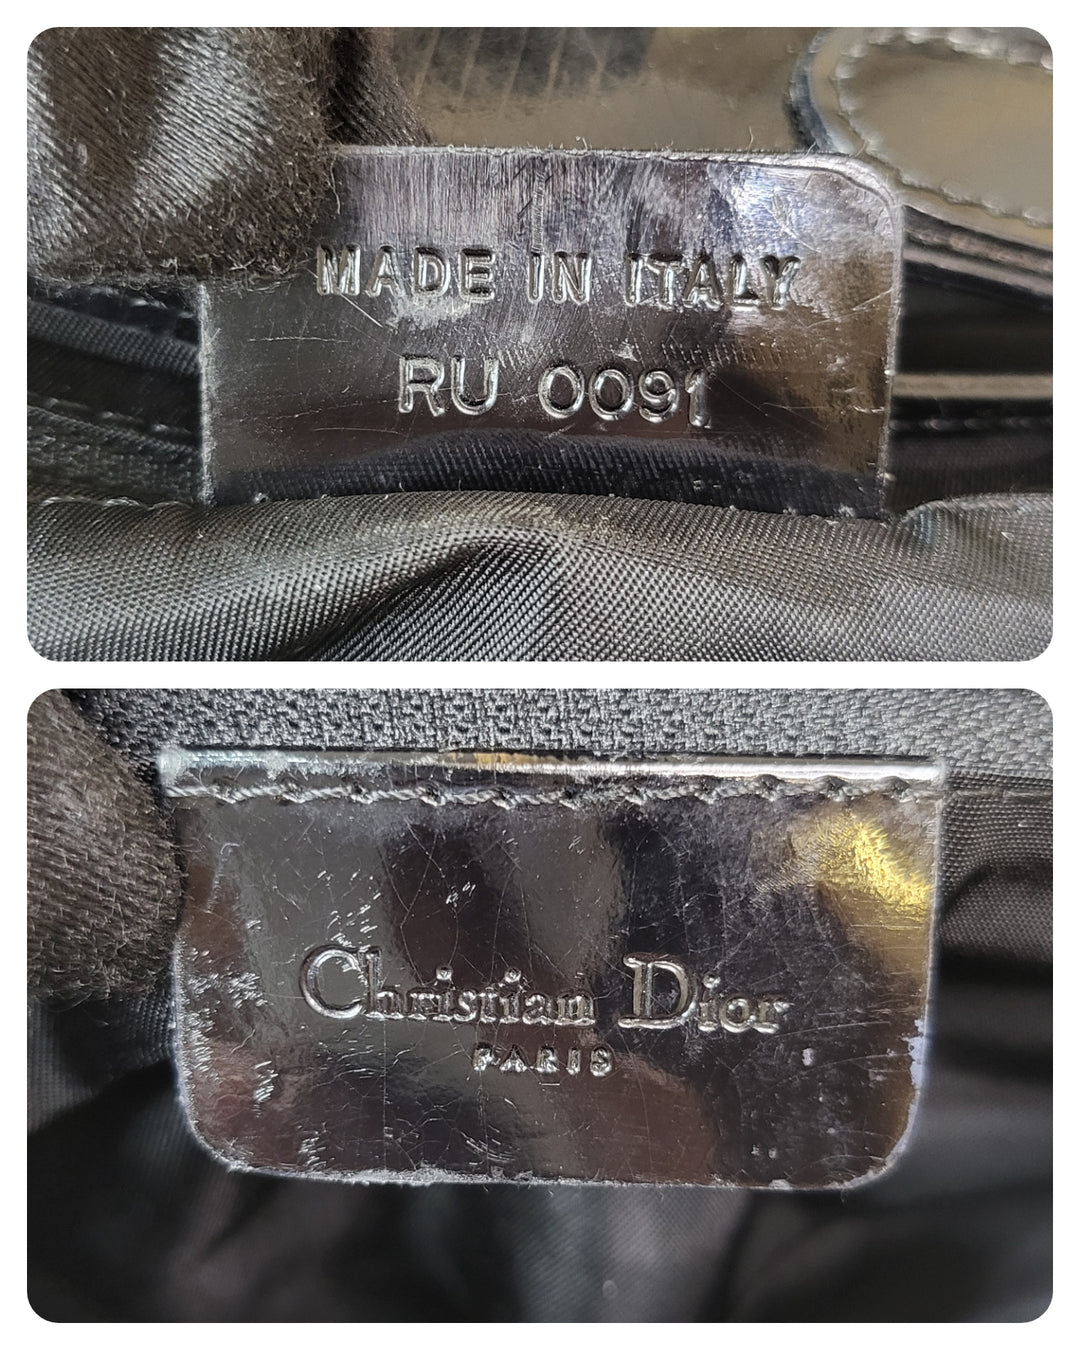 MADE IN ITALY
RU 0091
Christian Dior
PARIS